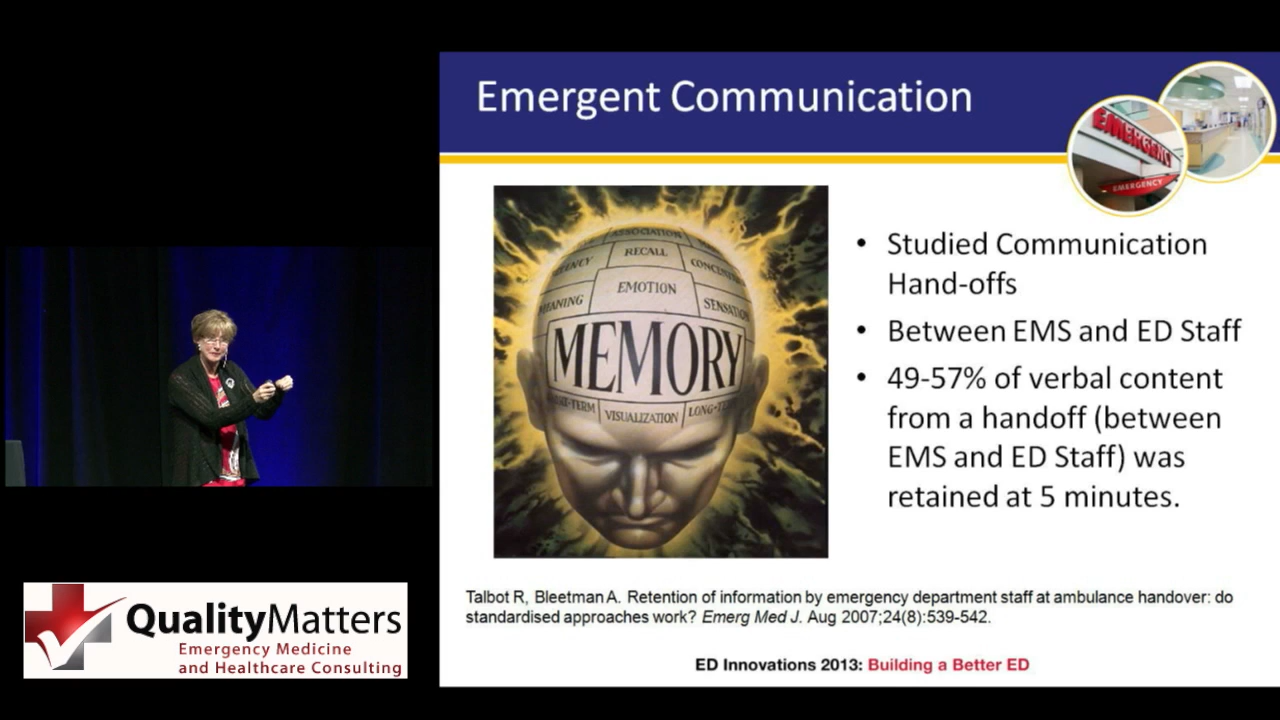 Emergent Communication
EMERGENCY
EMERGENCY
ASSOCIATION
RECALL
EMOTION
MEANING
SENSATION
MEMORY
VISUALIZATION
• Studied Communication
Hand-offs
• Between EMS and ED Staff
• 49-57% of verbal content
from a handoff (between
EMS and ED Staff) was
retained at 5 minutes.
Talbot R, Bleetman A. Retention of information by emergency department staff at ambulance handover: do
standardised approaches work? Emerg Med J. Aug 2007;24(8):539-542.
ED Innovations 2013: Building a Better ED
QualityMatters
Emergency Medicine
and Healthcare Consulting